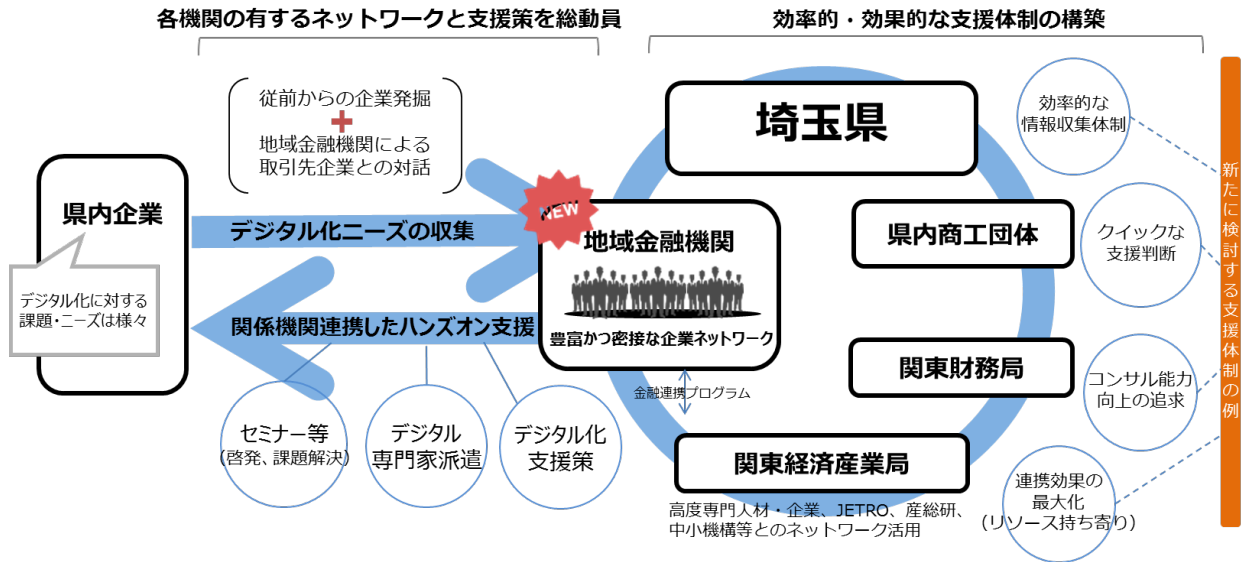 各機関の有するネットワークと支援策を総動員
効率的・効果的な支援体制の構築
従前からの企業発掘
＋
地域金融機関による
取引先企業との対話
県内企業
デジタル化に対する
課題・ニーズは様々
デジタル化ニーズの収集
関係機関連携したハンズオン支援
セミナー等
(啓発、課題解決)
デジタル
専門家派遣
デジタル化
支援策
NEW
地域金融機関
豊富かつ密接な企業ネットワーク
金融連携プログラム
埼玉県
県内商工団体
関東財務局
関東経済産業局
高度専門人材・企業、JETRO、産総研、
中小機構等とのネットワーク活用
効率的な
情報収集体制
クイックな
支援判断
コンサル能力
向上の追求
連携効果の
最大化
(リソース持ち寄り)
新たに検討する支援体制の例